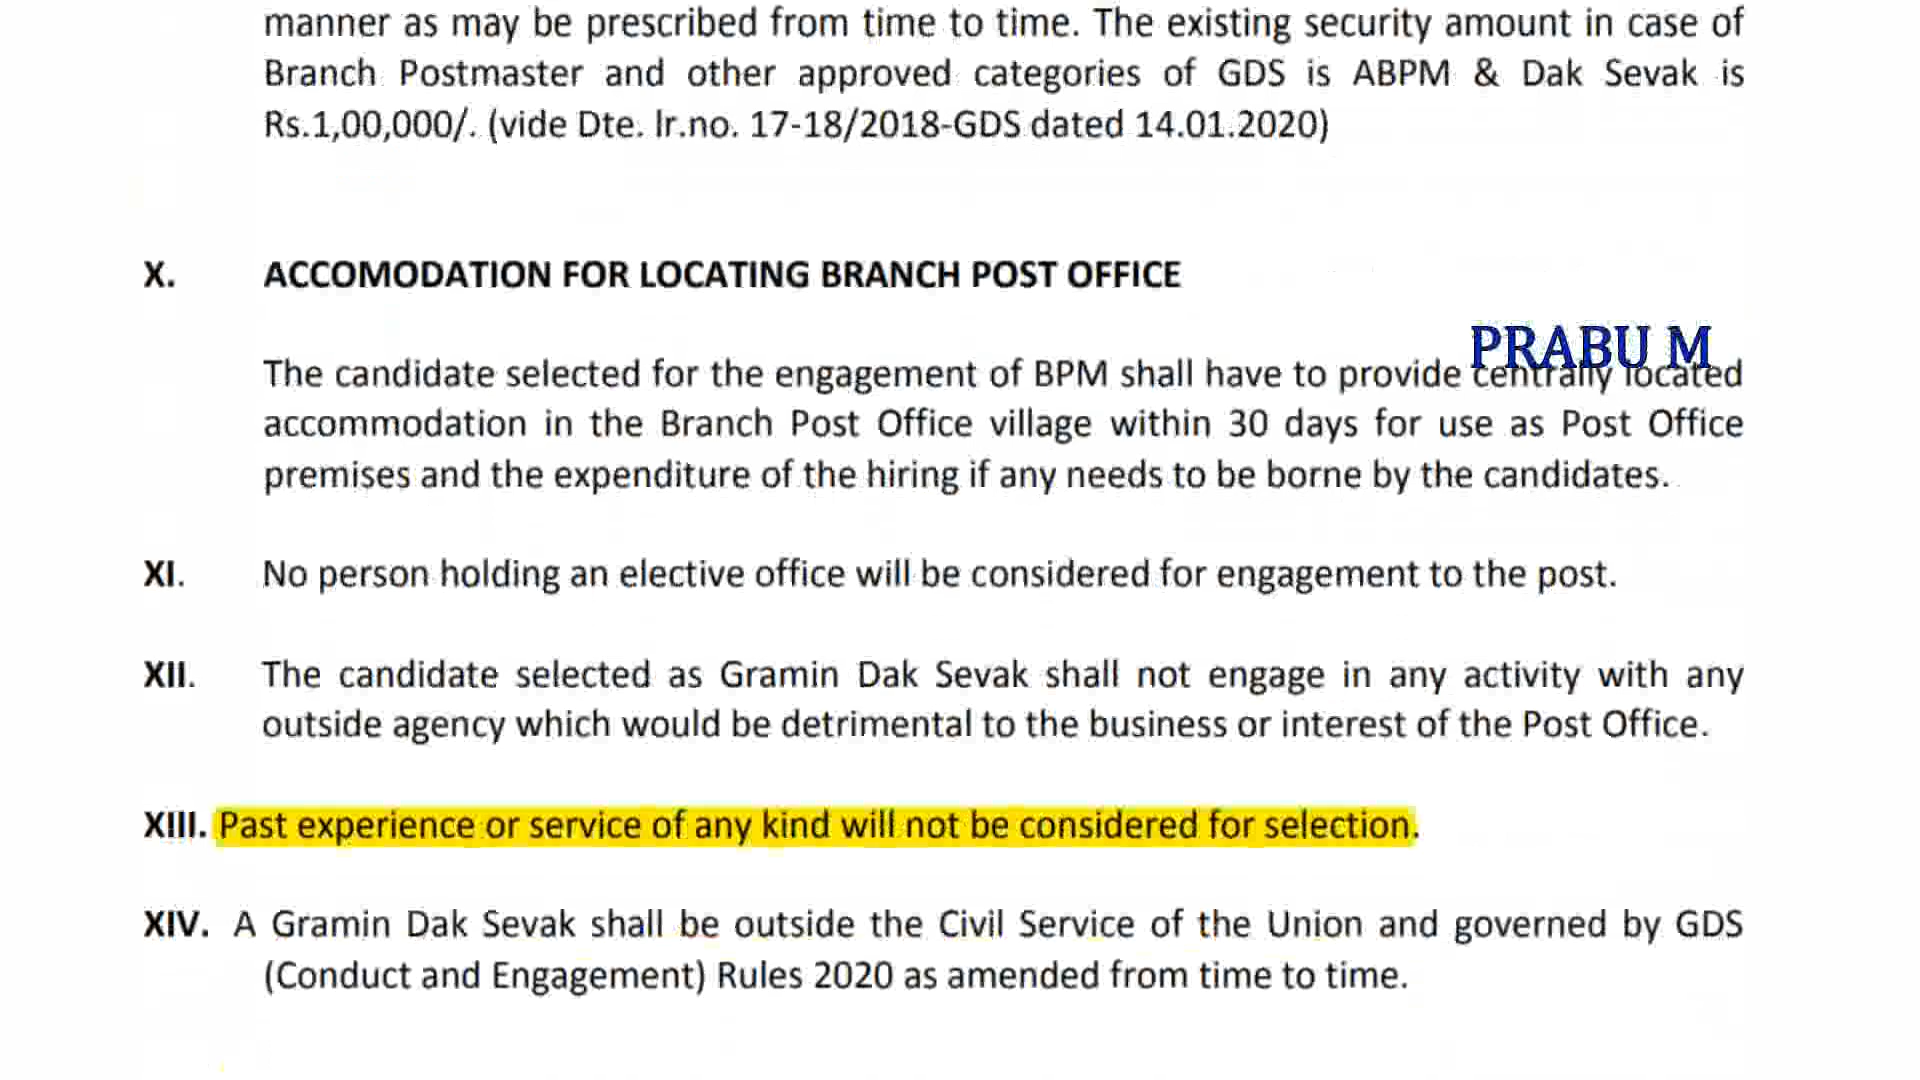 manner as may be prescribed from time to time. The existing security amount in case of
Branch Postmaster and other approved categories of GDS is ABPM & Dak Sevak is
Rs.1,00,000/. (vide Dte. lr.no. 17-18/2018-GDS dated 14.01.2020)
X. ACCOMODATION FOR LOCATING BRANCH POST OFFICE
PRABU M
The candidate selected for the engagement of BPM shall have to provide centrally located
accommodation in the Branch Post Office village within 30 days for use as Post Office
premises and the expenditure of the hiring if any needs to be borne by the candidates.
XI. No person holding an elective office will be considered for engagement to the post.
XII. The candidate selected as Gramin Dak Sevak shall not engage in any activity with any
outside agency which would be detrimental to the business or interest of the Post Office.
XIII. Past experience or service of any kind will not be considered for selection.
XIV. A Gramin Dak Sevak shall be outside the Civil Service of the Union and governed by GDS
(Conduct and Engagement) Rules 2020 as amended from time to time.